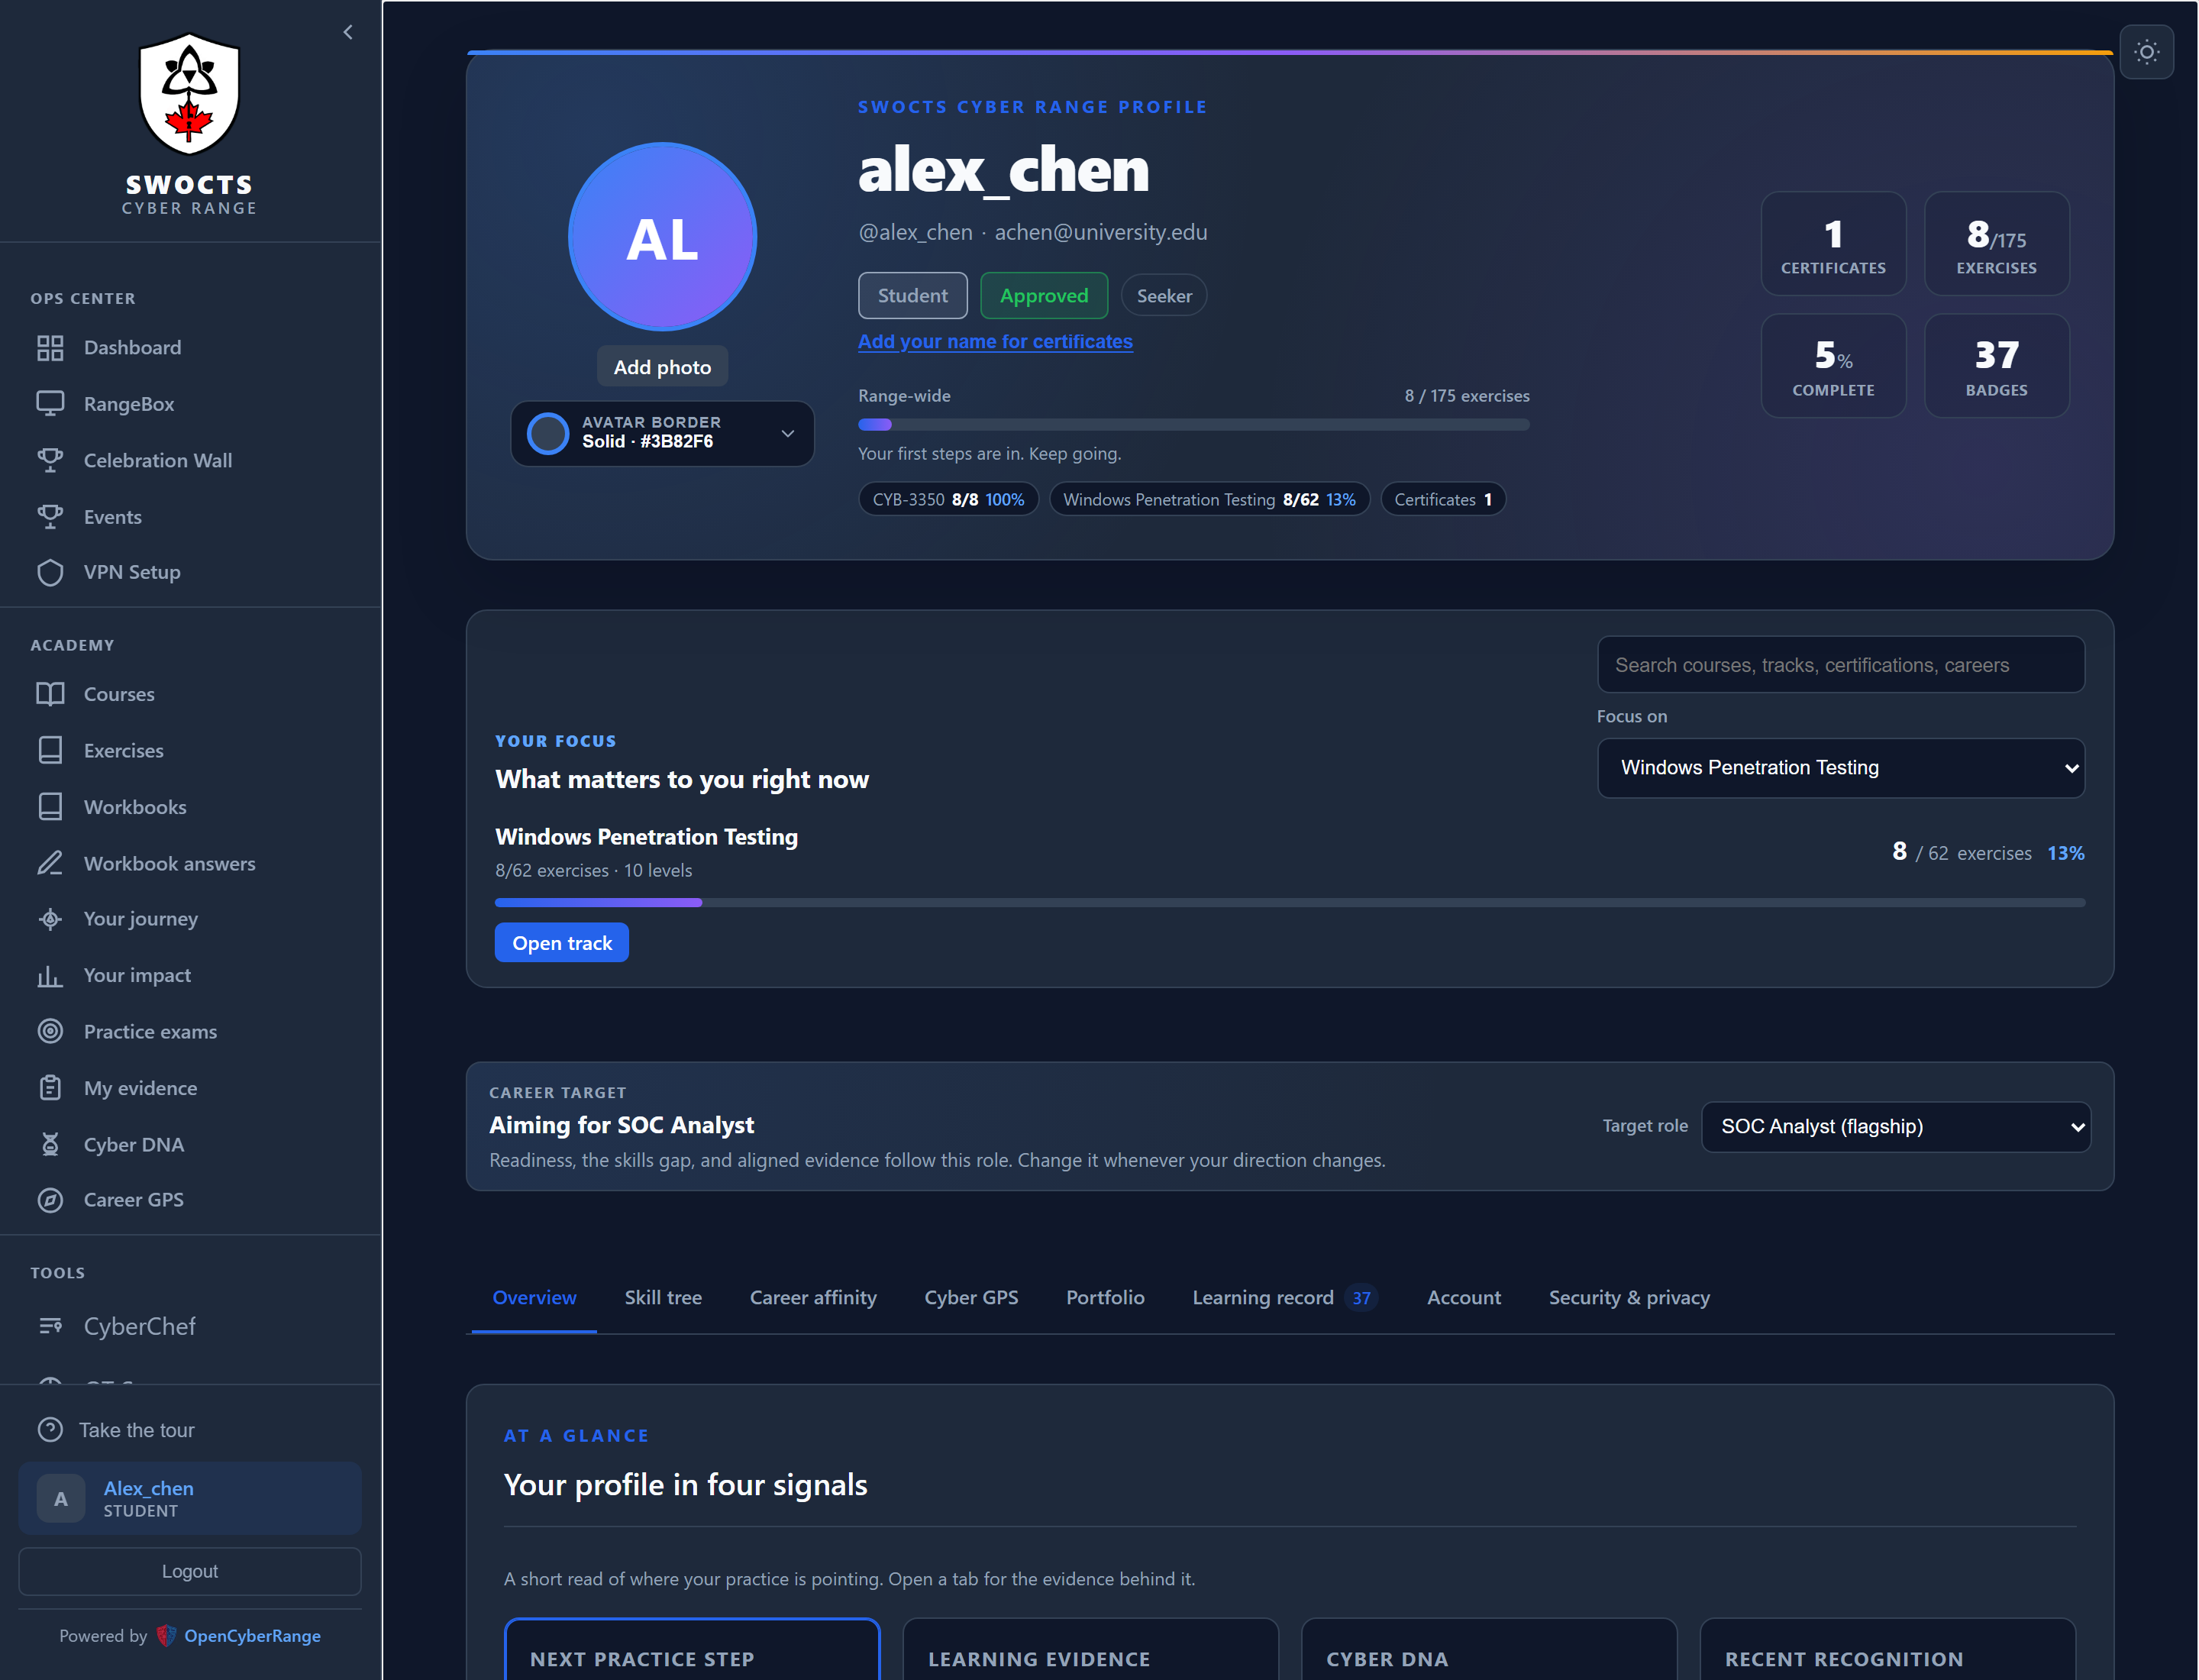 SWOCTS
CYBER RANGE
OPS CENTER
Dashboard
RangeBox
Celebration Wall
Events
VPN Setup
ACADEMY
Courses
Exercises
Workbooks
Workbook answers
Your journey
Your impact
Practice exams
My evidence
Cyber DNA
Career GPS
TOOLS
CyberChef
Take the tour
A
Alex_chen
STUDENT
Logout
Powered by OpenCyberRange
SWOCTS CYBER RANGE PROFILE
AL
alex_chen
@alex_chen · achen@university.edu
Student
Approved
Seeker
Add your name for certificates
Add photo
AVATAR BORDER
Solid · #3B82F6
Range-wide
8 / 175 exercises
Your first steps are in. Keep going.
CYB-3350 8/8 100%
Windows Penetration Testing 8/62 13%
Certificates 1
1
CERTIFICATES
8/175
EXERCISES
5%
COMPLETE
37
BADGES
Search courses, tracks, certifications, careers
Focus on
Windows Penetration Testing
YOUR FOCUS
What matters to you right now
Windows Penetration Testing
8/62 exercises · 10 levels
8 / 62 exercises 13%
Open track
CAREER TARGET
Aiming for SOC Analyst
Readiness, the skills gap, and aligned evidence follow this role. Change it whenever your direction changes.
Target role
SOC Analyst (flagship)
Overview
Skill tree
Career affinity
Cyber GPS
Portfolio
Learning record 37
Account
Security & privacy
AT A GLANCE
Your profile in four signals
A short read of where your practice is pointing. Open a tab for the evidence behind it.
NEXT PRACTICE STEP
LEARNING EVIDENCE
CYBER DNA
RECENT RECOGNITION